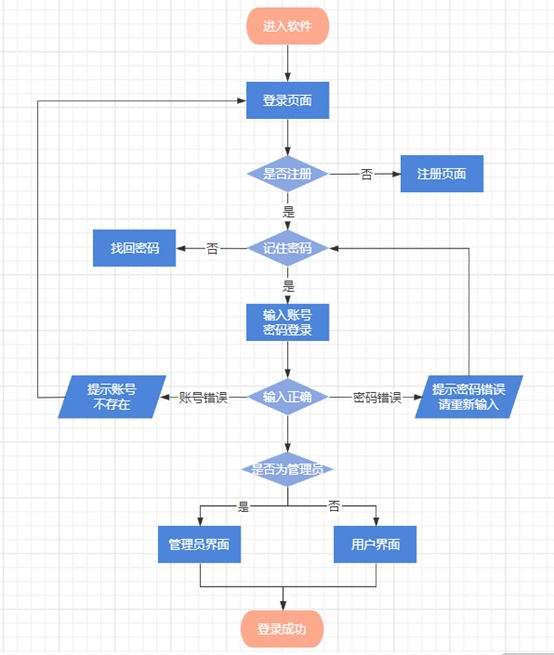 进入软件
登录页面
是否注册
否
注册页面
是
记住密码
否
找回密码
是
输入账号
密码登录
提示账号
不存在
账号错误
输入正确
密码错误
提示密码错误
请重新输入
是否为管理员
是
否
管理员界面
用户界面
登录成功